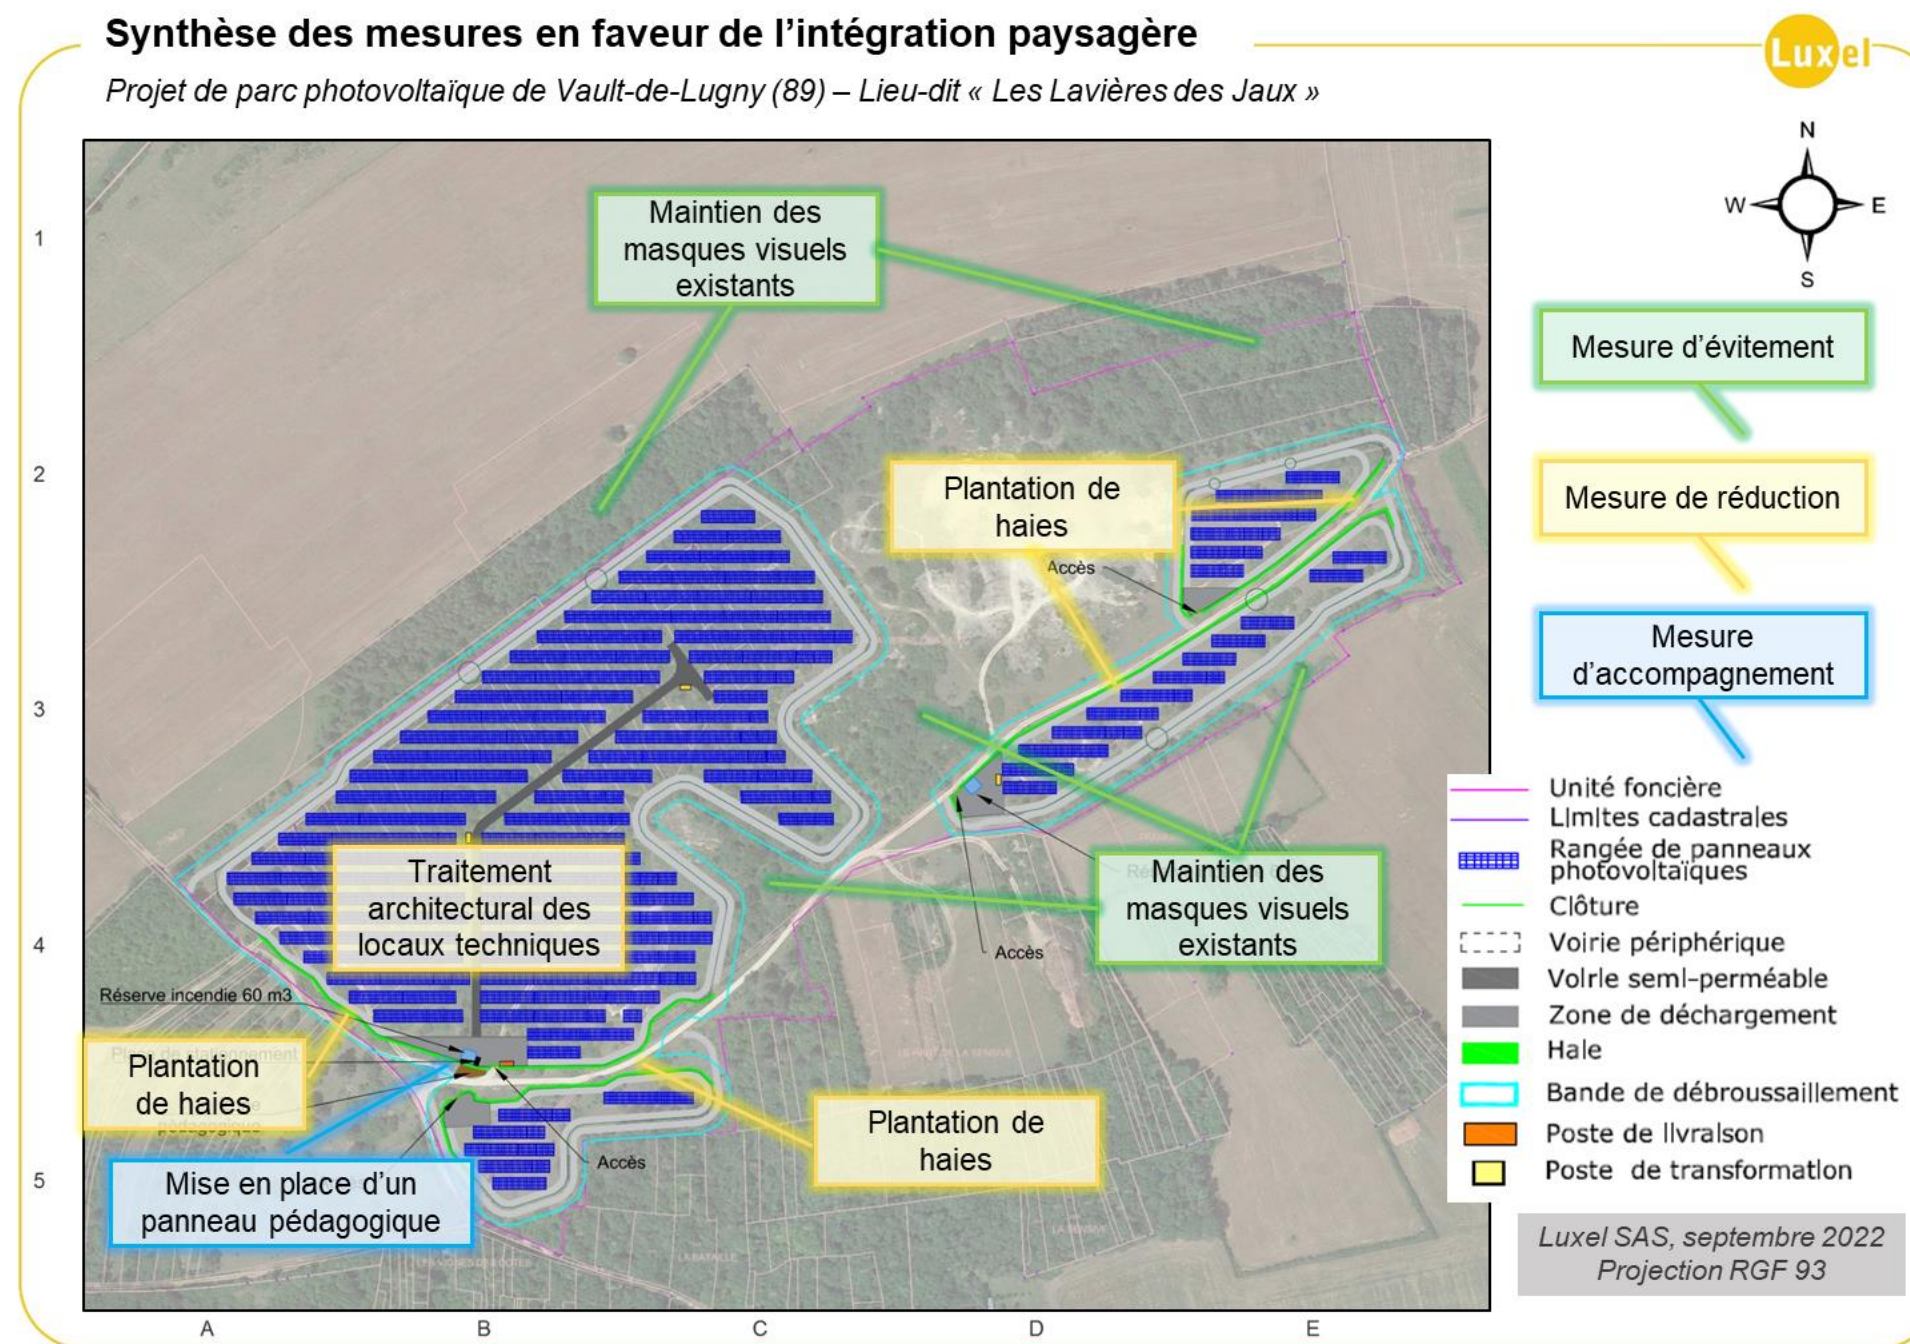 Synthèse des mesures en faveur de l’intégration paysagère
Luxel
Projet de parc photovoltaïque de Vault-de-Lugny (89) – Lieu-dit « Les Lavières des Jaux »
N
W
E
S
1
2
3
4
5
A
B
C
D
E
Maintien des
masques visuels
existants
Plantation de
haies
Accès
Traitement
architectural des
locaux techniques
Maintien des
masques visuels
existants
Accès
Réserve incendie 60 m3
Plantation
de haies
Plantation de
haies
Accès
Mise en place d’un
panneau pédagogique
LA BATAILLE
Mesure d’évitement
Mesure de réduction
Mesure
d’accompagnement
Unité foncière
LImItes cadastrales
Rangée de panneaux
photovoltaïques
Clôture
Voirie périphérique
VoIrIe semI-perméable
Zone de déchargement
HaIe
Bande de débroussaillement
Poste de lIvraIson
Poste de transformatIon
Luxel SAS, septembre 2022
Projection RGF 93